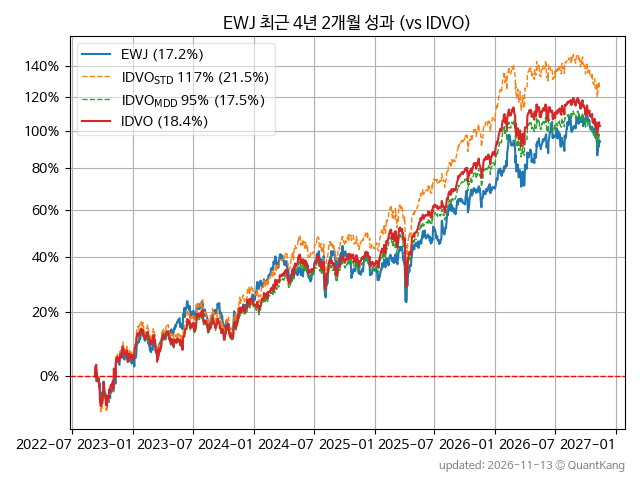 EWJ 최근 4년 2개월 성과 (vs IDVO)
EWJ (17.2%)
IDVO_STD 117% (21.5%)
IDVO_MDD 95% (17.5%)
IDVO (18.4%)
140%
120%
100%
80%
60%
40%
20%
0%
2022-07 2023-01 2023-07 2024-01 2024-07 2025-01 2025-07 2026-01 2026-07 2027-01
updated: 2026-11-13 © QuantKang